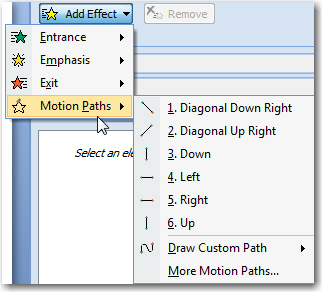 Add Effect
Remove
Entrance
Emphasis
Exit
Motion Paths
Select an ele
1. Diagonal Down Right
2. Diagonal Up Right
3. Down
4. Left
5. Right
6. Up
Draw Custom Path
More Motion Paths...